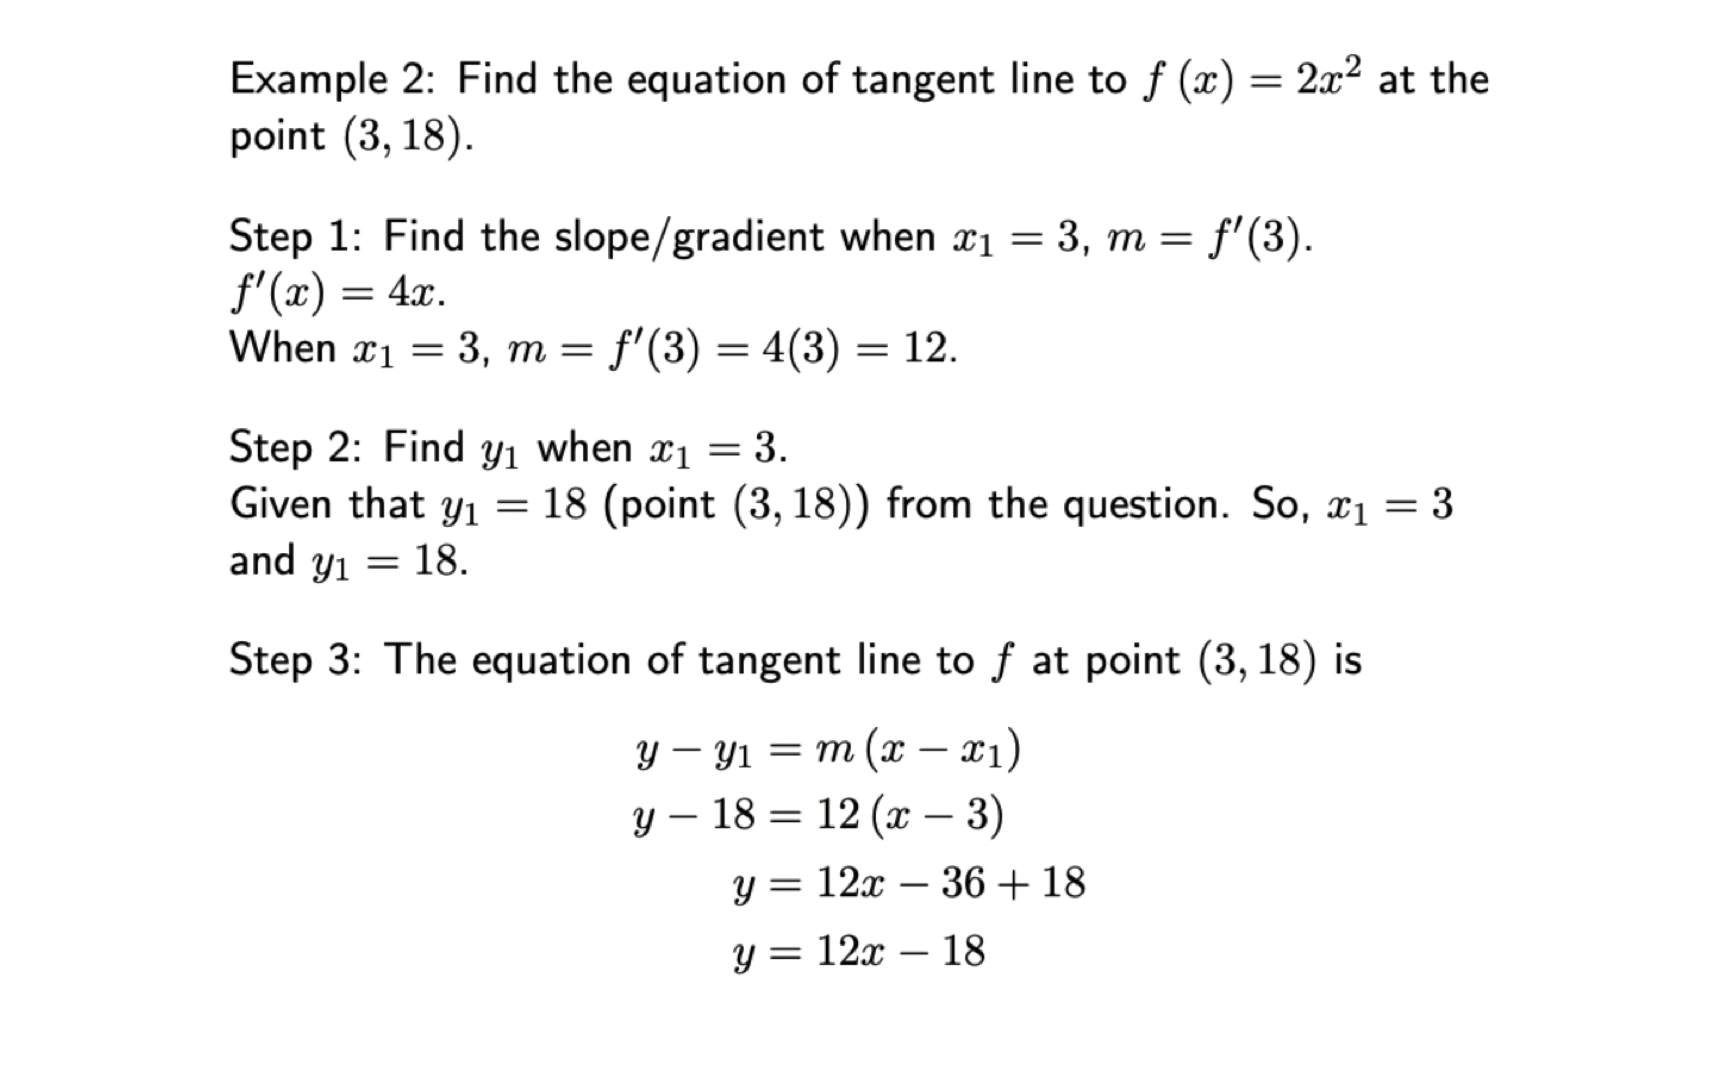 Example 2: Find the equation of tangent line to f (x) = 2x² at the
point (3, 18).
Step 1: Find the slope/gradient when x₁ = 3, m = f′(3).
f′(x) = 4x.
When x₁ = 3, m = f′(3) = 4(3) = 12.
Step 2: Find y₁ when x₁ = 3.
Given that y₁ = 18 (point (3, 18)) from the question. So, x₁ = 3
and y₁ = 18.
Step 3: The equation of tangent line to f at point (3, 18) is
y − y₁ = m (x − x₁)
y − 18 = 12 (x − 3)
y = 12x − 36 + 18
y = 12x − 18